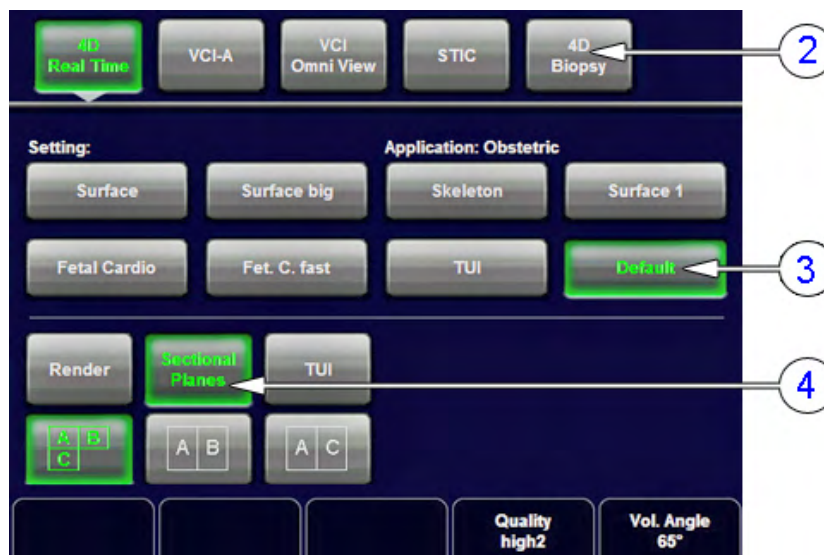 4D
Real Time
VCI-A
VCI
Omni View
STIC
4D
Biopsy
2
Setting:
Application: Obstetric
Surface
Surface big
Skeleton
Surface 1
Fetal Cardio
Fet. C. fast
TUI
Default
3
Render
Sectional
Planes
TUI
4
A B
C
A B
A C
Quality
high2
Vol. Angle
65°